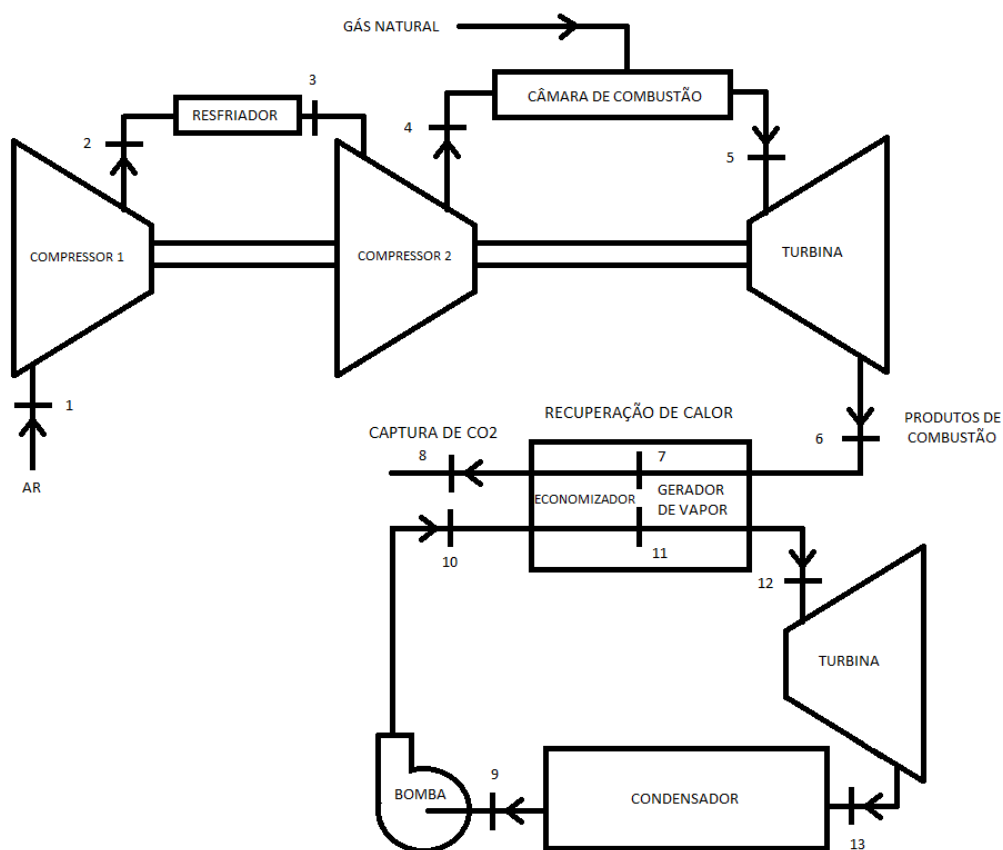 GÁS NATURAL
3
RESFRIADOR
CÂMARA DE COMBUSTÃO
2
4
5
COMPRESSOR 1
COMPRESSOR 2
TURBINA
1
AR
RECUPERAÇÃO DE CALOR
PRODUTOS DE
COMBUSTÃO
6
CAPTURA DE CO2
8
7
ECONOMIZADOR
GERADOR
DE VAPOR
10
11
12
TURBINA
9
BOMBA
CONDENSADOR
13